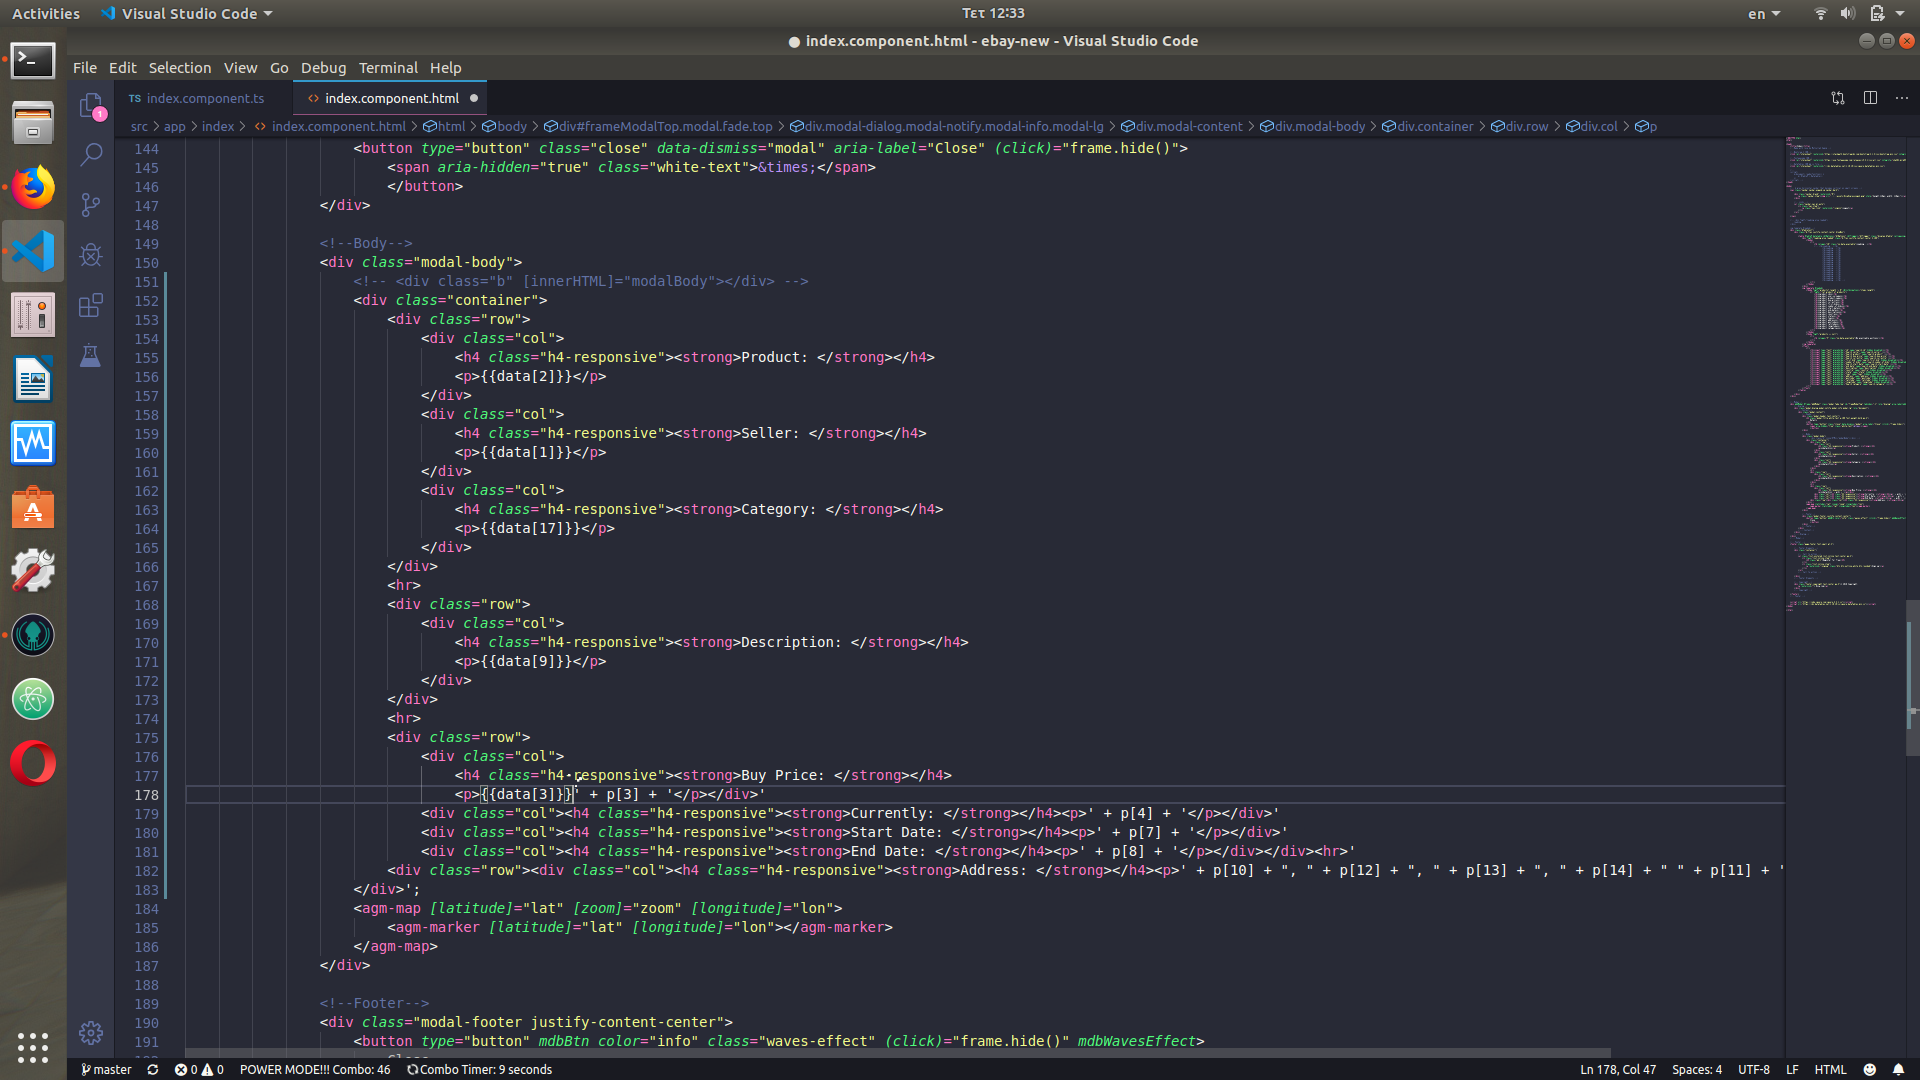 Activities Visual Studio Code Τετ 12:33 en
index.component.html - ebay-new - Visual Studio Code
File Edit Selection View Go Debug Terminal Help
TS index.component.ts <> index.component.html
src > app > index > <> index.component.html > html > body > div#frameModalTop.modal.fade.top > div.modal-dialog.modal-notify.modal-info.modal-lg > div.modal-content > div.modal-body > div.container > div.row > div.col > p
1
144 <button type="button" class="close" data-dismiss="modal" aria-label="Close" (click)="frame.hide()">
145 <span aria-hidden="true" class="white-text">&times;</span>
146 </button>
147 </div>
148
149 <!--Body-->
150 <div class="modal-body">
151 <!-- <div class="b" [innerHTML]="modalBody"></div> -->
152 <div class="container">
153 <div class="row">
154 <div class="col">
155 <h4 class="h4-responsive"><strong>Product: </strong></h4>
156 <p>{{data[2]}}</p>
157 </div>
158 <div class="col">
159 <h4 class="h4-responsive"><strong>Seller: </strong></h4>
160 <p>{{data[1]}}</p>
161 </div>
162 <div class="col">
163 <h4 class="h4-responsive"><strong>Category: </strong></h4>
164 <p>{{data[17]}}</p>
165 </div>
166 </div>
167 <hr>
168 <div class="row">
169 <div class="col">
170 <h4 class="h4-responsive"><strong>Description: </strong></h4>
171 <p>{{data[9]}}</p>
172 </div>
173 </div>
174 <hr>
175 <div class="row">
176 <div class="col">
177 <h4 class="h4-responsive"><strong>Buy Price: </strong></h4>
178 <p>{{data[3]}}' + p[3] + '</p></div>'
179 <div class="col"><h4 class="h4-responsive"><strong>Currently: </strong></h4><p>' + p[4] + '</p></div>'
180 <div class="col"><h4 class="h4-responsive"><strong>Start Date: </strong></h4><p>' + p[7] + '</p></div>'
181 <div class="col"><h4 class="h4-responsive"><strong>End Date: </strong></h4><p>' + p[8] + '</p></div></div><hr>'
182 <div class="row"><div class="col"><h4 class="h4-responsive"><strong>Address: </strong></h4><p>' + p[10] + ", " + p[12] + ", " + p[13] + ", " + p[14] + " " + p[11] + '
183 </div>';
184 <agm-map [latitude]="lat" [zoom]="zoom" [longitude]="lon">
185 <agm-marker [latitude]="lat" [longitude]="lon"></agm-marker>
186 </agm-map>
187 </div>
188
189 <!--Footer-->
190 <div class="modal-footer justify-content-center">
191 <button type="button" mdbBtn color="info" class="waves-effect" (click)="frame.hide()" mdbWavesEffect>
master 0 0 POWER MODE!!! Combo: 46 Combo Timer: 9 seconds Ln 178, Col 47 Spaces: 4 UTF-8 LF HTML